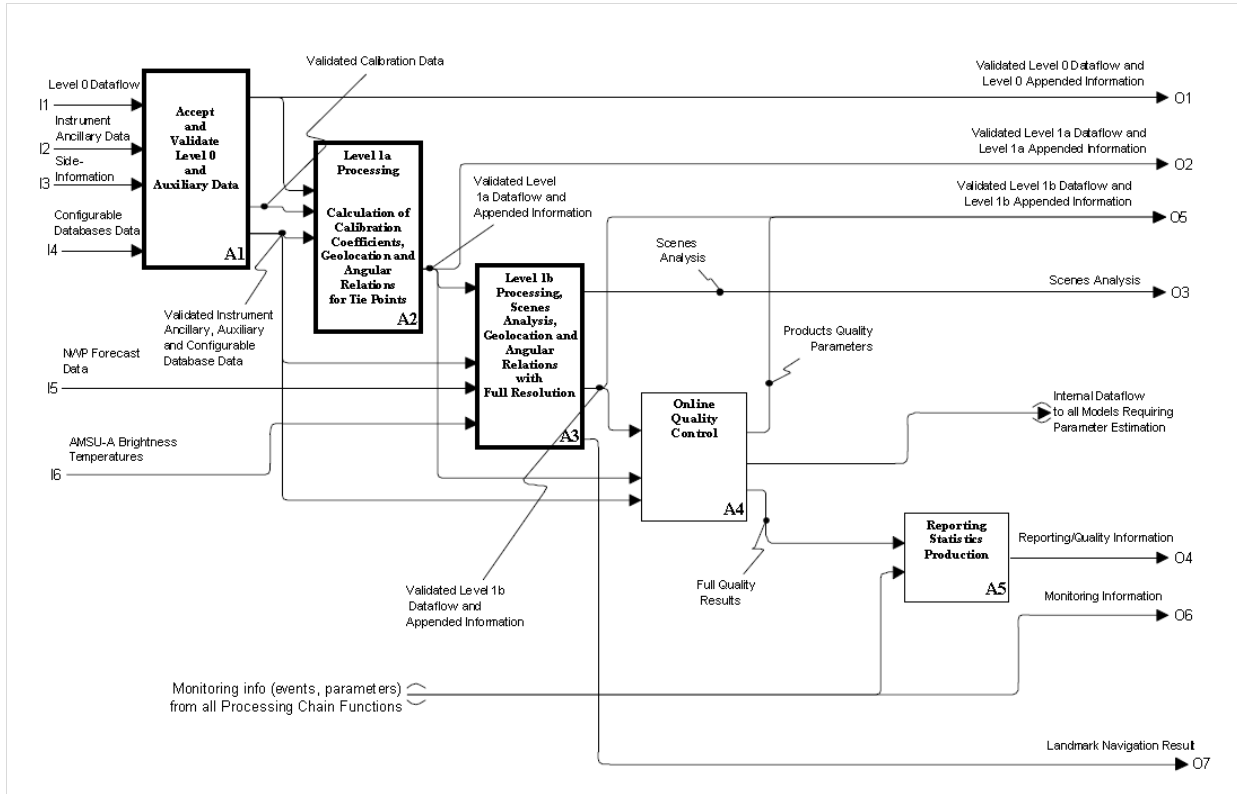 Validated Calibration Data
Validated Level 0 Dataflow and
Level 0 Appended Information
Level 0 Dataflow
I1
Instrument
Ancillary Data
I2
Side-
Information
I3
Configurable
Databases Data
I4
Accept
and
Validate
Level 0
and
Auxiliary Data
A1
O1
Validated Level 1a Dataflow and
Level 1a Appended Information
O2
Level 1a
Processing
Calculation of
Calibration
Coefficients,
Geolocation and
Angular
Relations
for Tie Points
A2
Validated Level
1a Dataflow and
Appended Information
Validated Level 1b Dataflow and
Level 1b Appended Information
O5
Scenes
Analysis
Scenes Analysis
O3
Level 1b
Processing,
Scenes
Analysis,
Geolocation and
Angular
Relations
with
Full Resolution
A3
Validated Instrument
Ancillary, Auxiliary
and Configurable
Database Data
NWP Forecast
Data
I5
AMSU-A Brightness
Temperatures
I6
Products Quality
Parameters
Online
Quality
Control
A4
Internal Dataflow
to all Models Requiring
Parameter Estimation
Reporting
Statistics
Production
A5
Reporting/Quality Information
O4
Full Quality
Results
Validated Level 1b
Dataflow and
Appended Information
Monitoring Information
O6
Monitoring info (events, parameters)
from all Processing Chain Functions
Landmark Navigation Result
O7